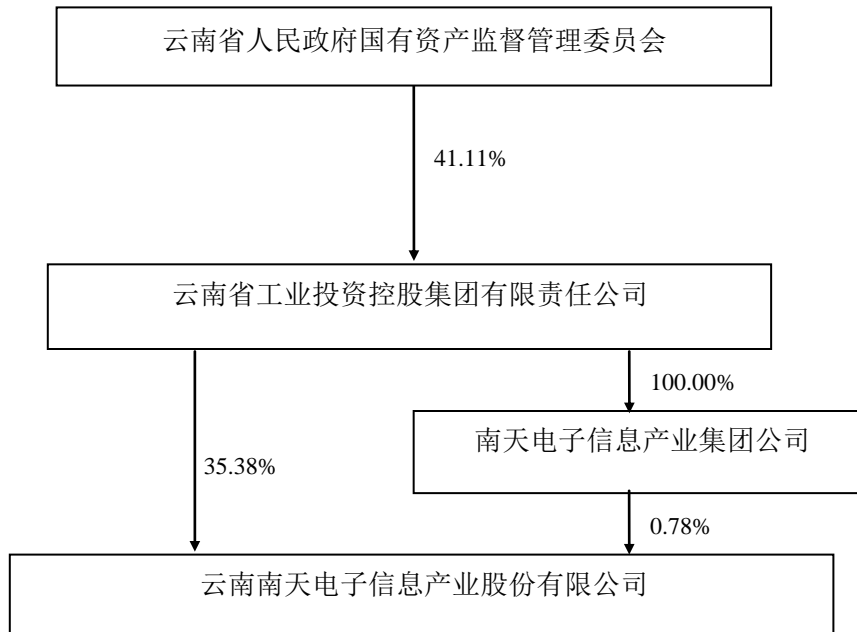 云南省人民政府国有资产监督管理委员会
41.11%
云南省工业投资控股集团有限责任公司
100.00%
南天电子信息产业集团公司
35.38%
0.78%
云南南天电子信息产业股份有限公司